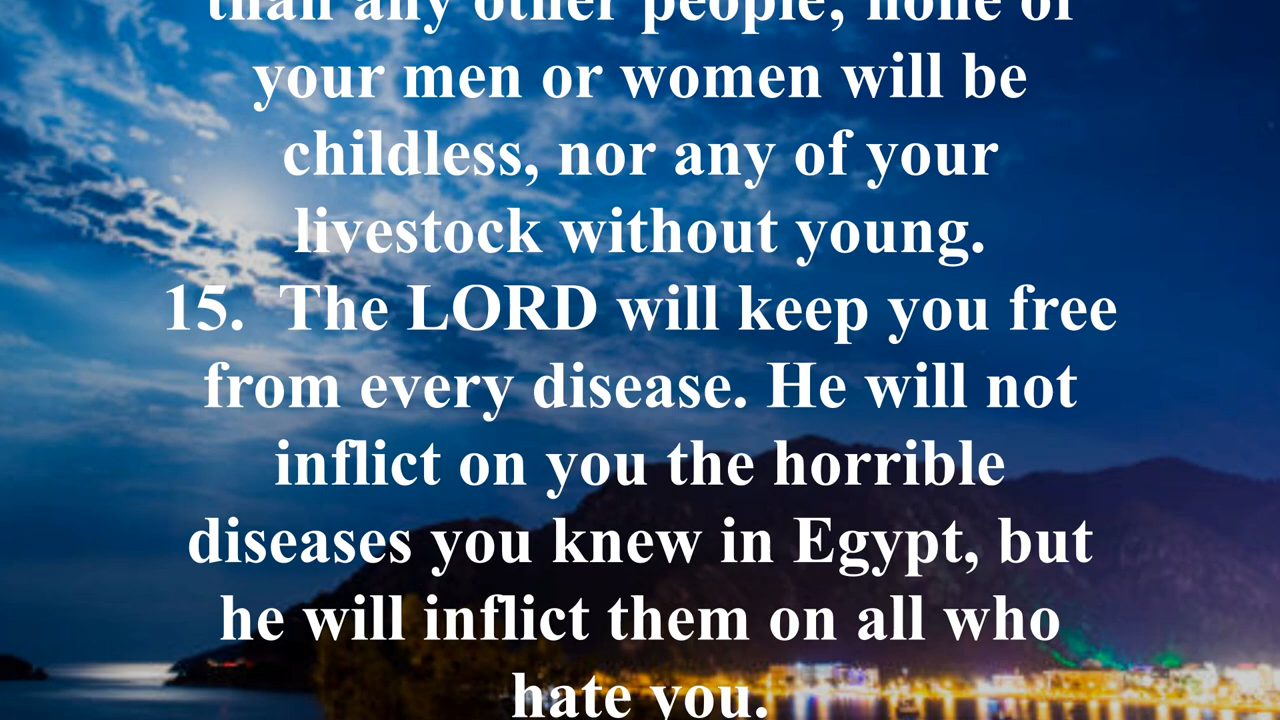 than any other people; none of
your men or women will be
childless, nor any of your
livestock without young.
15.  The LORD will keep you free
from every disease. He will not
inflict on you the horrible
diseases you knew in Egypt, but
he will inflict them on all who
hate you.